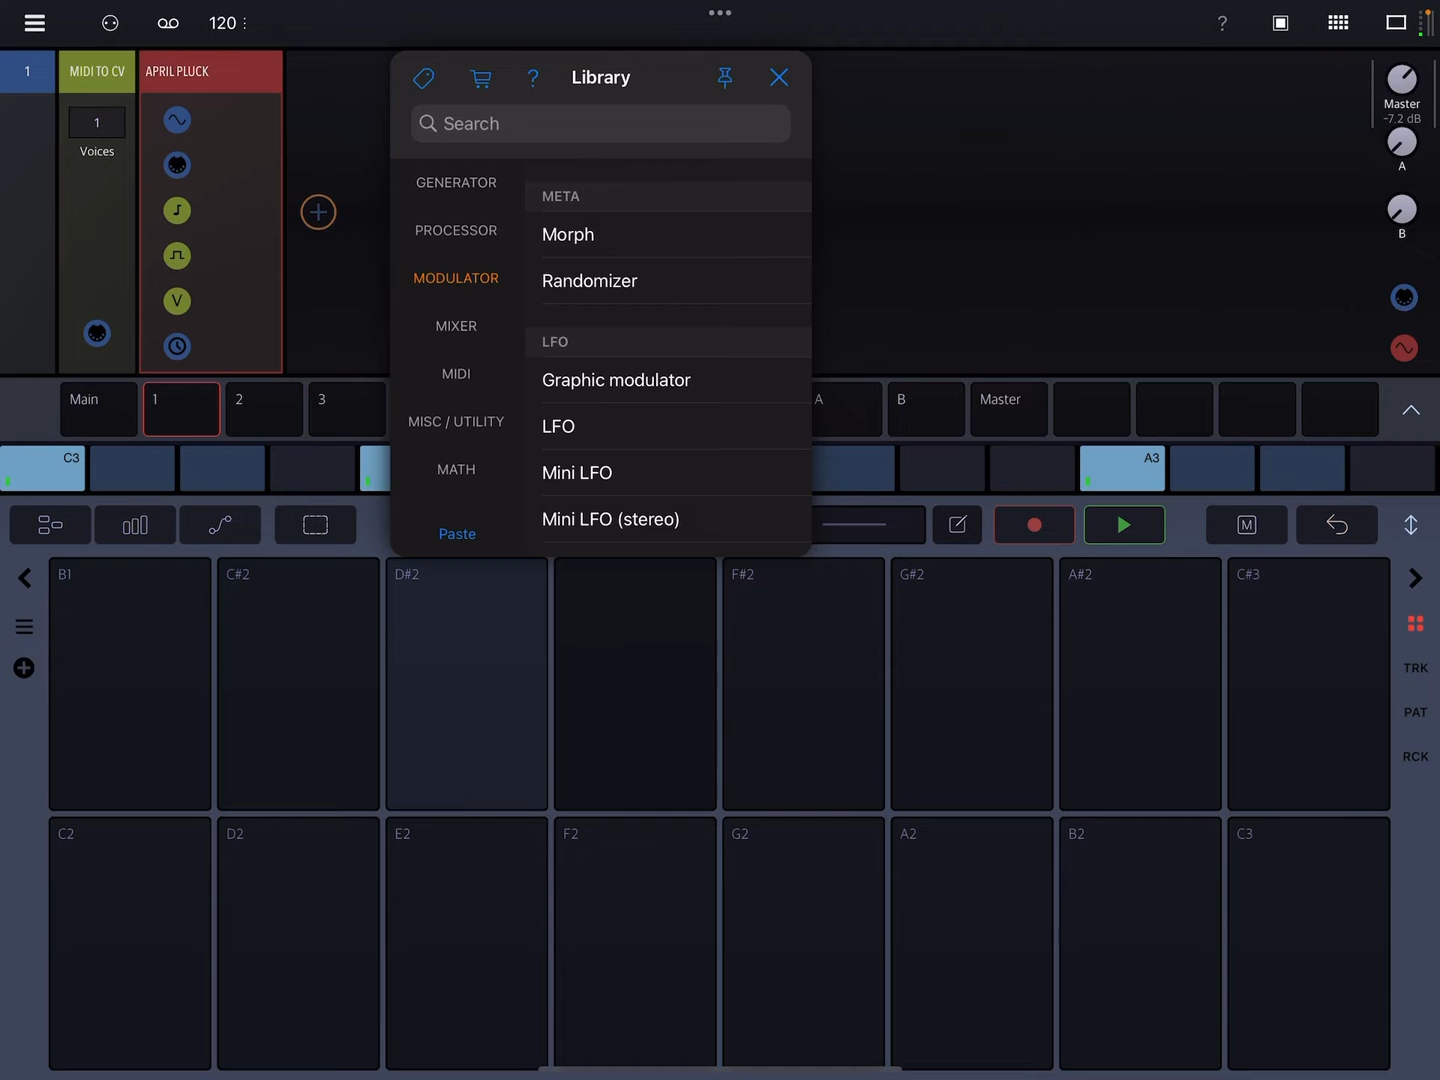 120
?
1
MIDI TO CV
APRIL PLUCK
1
Voices
V
?
Library
Search
GENERATOR
PROCESSOR
MODULATOR
MIXER
MIDI
MISC / UTILITY
MATH
Paste
META
Morph
Randomizer
LFO
Graphic modulator
LFO
Mini LFO
Mini LFO (stereo)
Master
-7.2 dB
A
B
Main
1
2
3
A
B
Master
C3
A3
M
B1
C#2
D#2
F#2
G#2
A#2
C#3
TRK
PAT
RCK
C2
D2
E2
F2
G2
A2
B2
C3